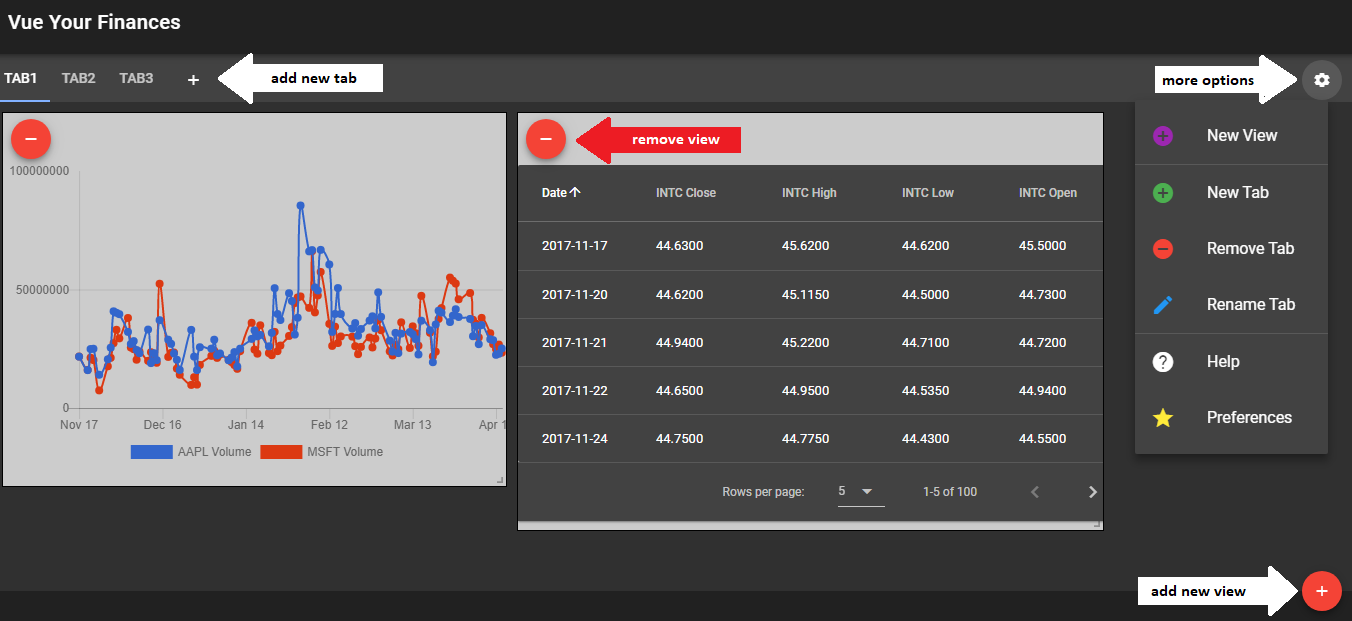 Vue Your Finances
TAB1 TAB2 TAB3 + add new tab more options
remove view
100000000
50000000
0
Nov 17 Dec 16 Jan 14 Feb 12 Mar 13 Apr 1
AAPL Volume MSFT Volume
Date INTC Close INTC High INTC Low INTC Open
2017-11-17 44.6300 45.6200 44.6200 45.5000
2017-11-20 44.6200 45.1150 44.5000 44.7300
2017-11-21 44.9400 45.2200 44.7100 44.7200
2017-11-22 44.6500 44.9500 44.5350 44.9400
2017-11-24 44.7500 44.7750 44.4300 44.5500
Rows per page: 5 1-5 of 100
New View
New Tab
Remove Tab
Rename Tab
? Help
Preferences
add new view +